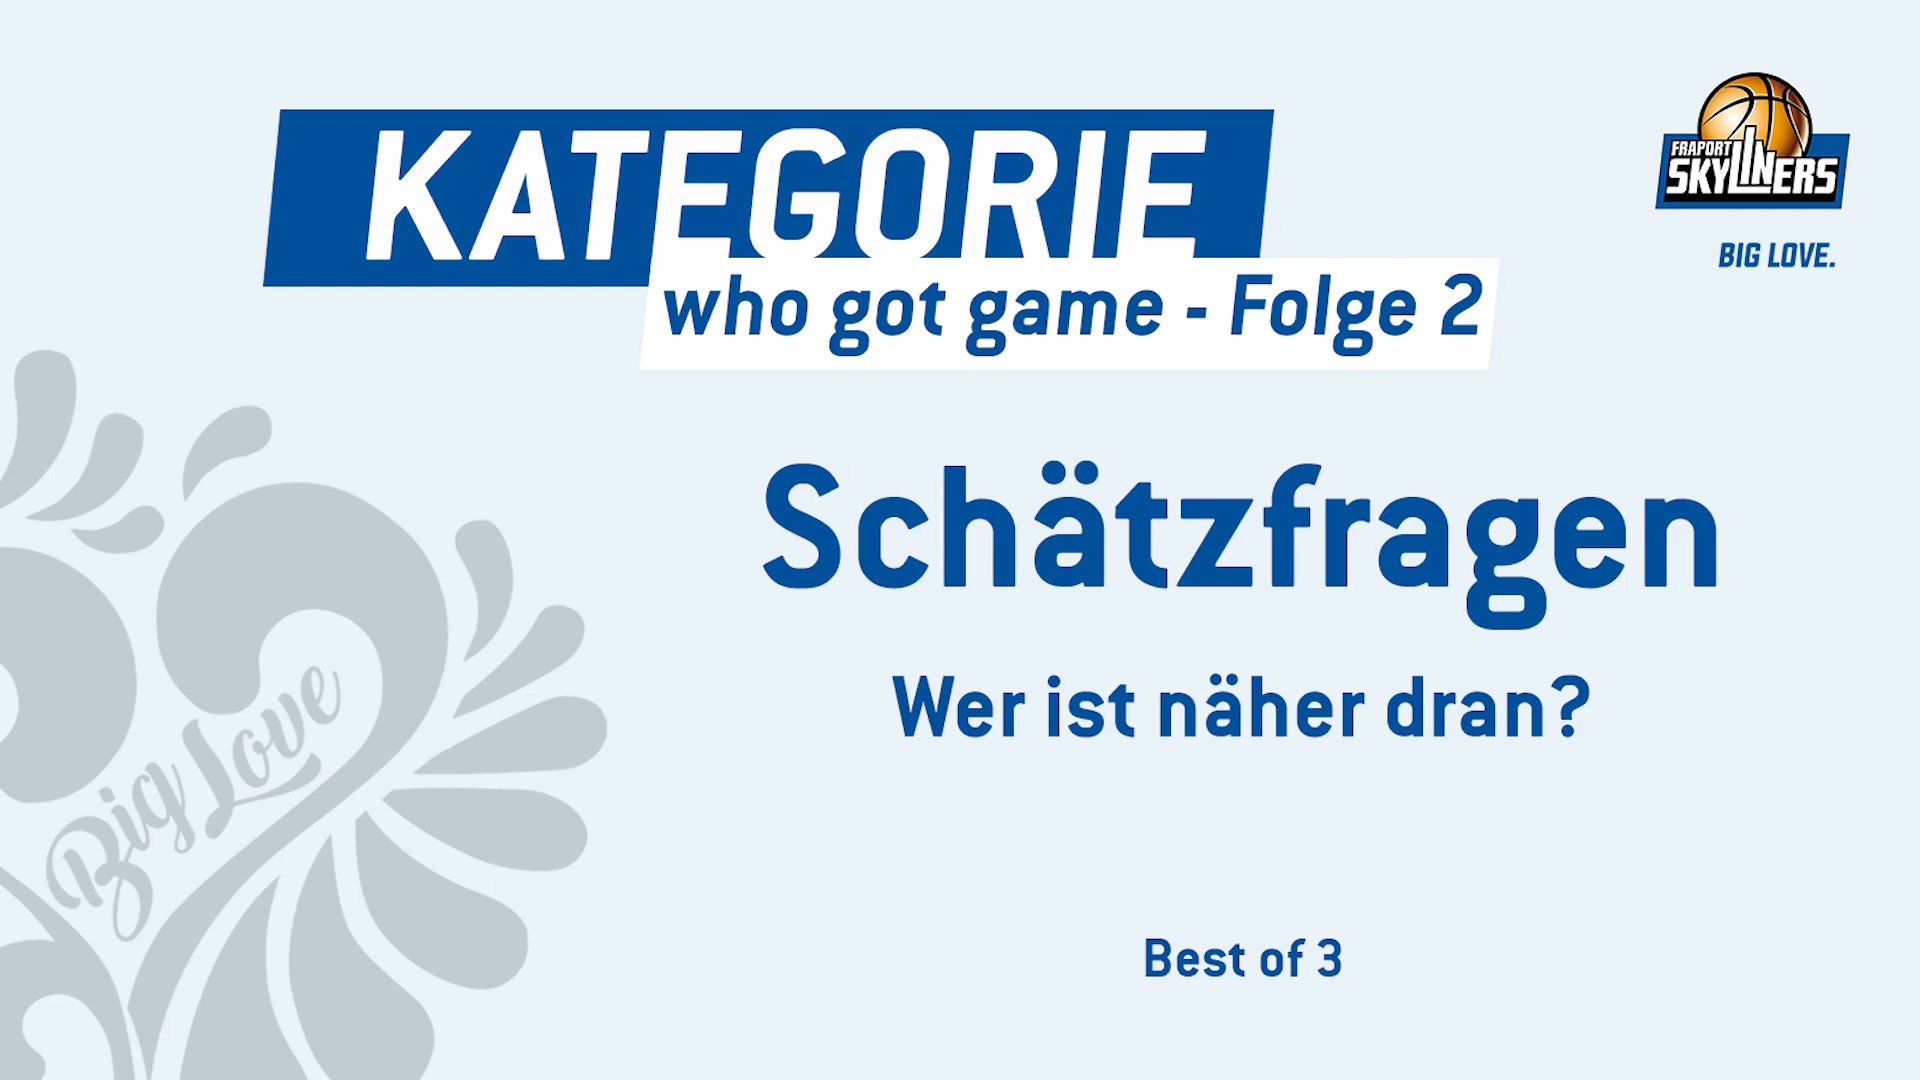 KATEGORIE
who got game - Folge 2
FRAPORT
SKYLINERS
BIG LOVE.
Schätzfragen
Wer ist näher dran?
Big Love
Best of 3